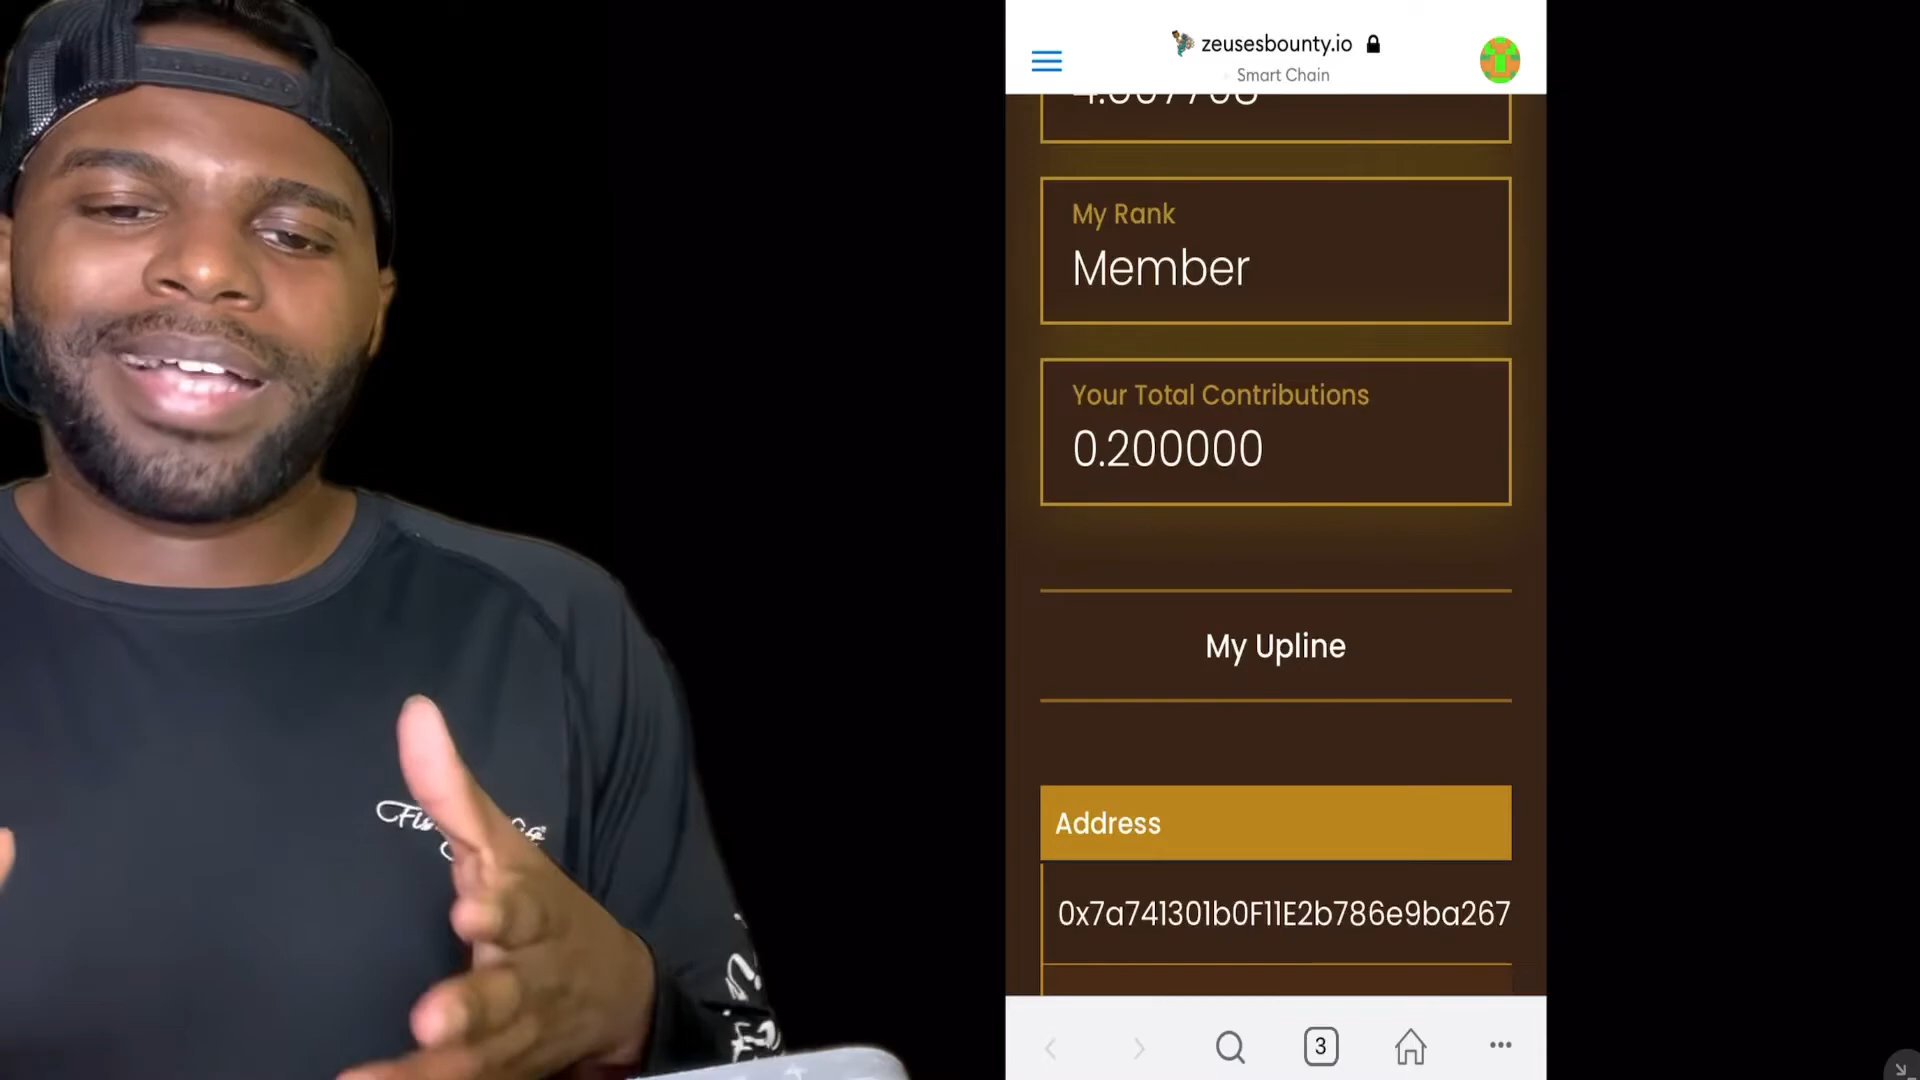 zeusesbounty.io
Smart Chain
My Rank
Member
Your Total Contributions
0.200000
My Upline
Address
0x7a741301b0F11E2b786e9ba267
3